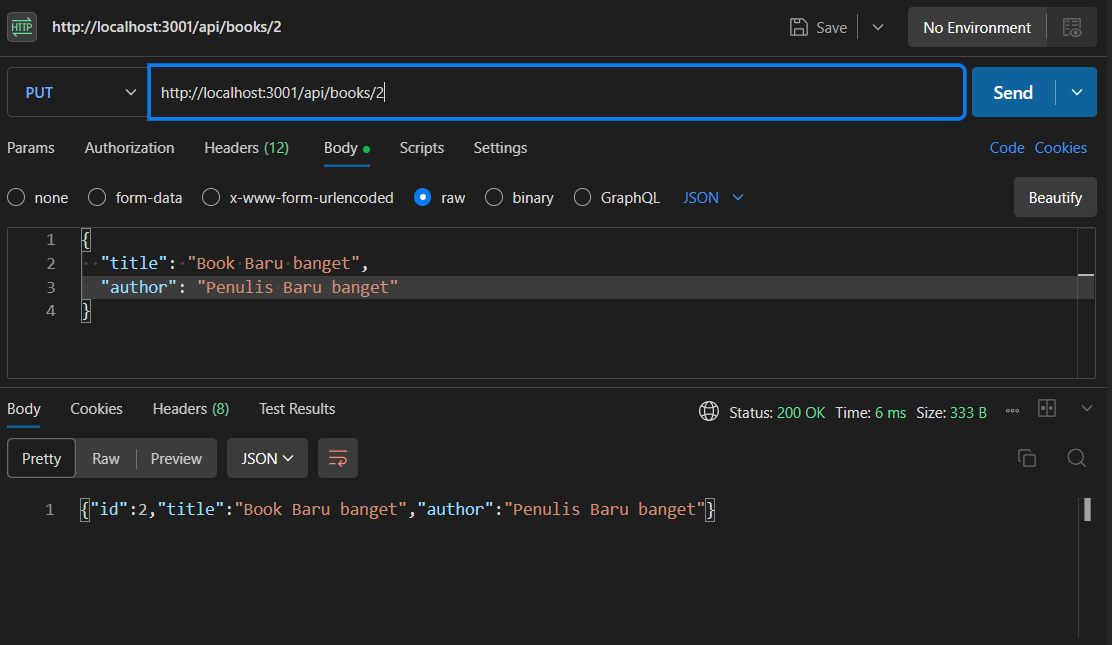 HTTP http://localhost:3001/api/books/2 Save No Environment
PUT http://localhost:3001/api/books/2 Send
Params Authorization Headers (12) Body Scripts Settings Code Cookies
none form-data x-www-form-urlencoded raw binary GraphQL JSON Beautify
1 {
2 "title": "Book Baru banget",
3 "author": "Penulis Baru banget"
4 }
Body Cookies Headers (8) Test Results Status: 200 OK Time: 6 ms Size: 333 B
Pretty Raw Preview JSON
1 {"id":2,"title":"Book Baru banget","author":"Penulis Baru banget"}